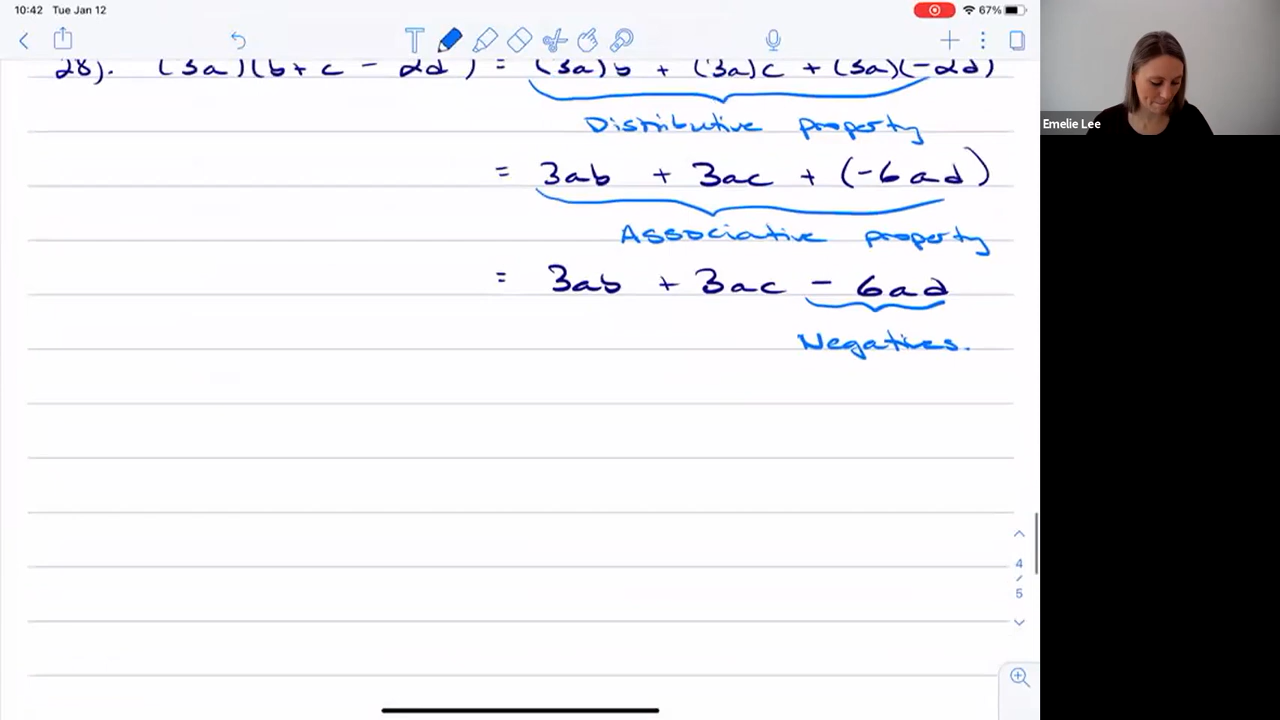 10:42 Tue Jan 12
67%
T
28). (3a)(b+c - 2d) = (3a)b + (3a)c + (3a)(-2d)
Distributive property
= 3ab + 3ac + (-6ad)
Associative property
= 3ab + 3ac - 6ad
Negatives.
4
/
5
Emelie Lee